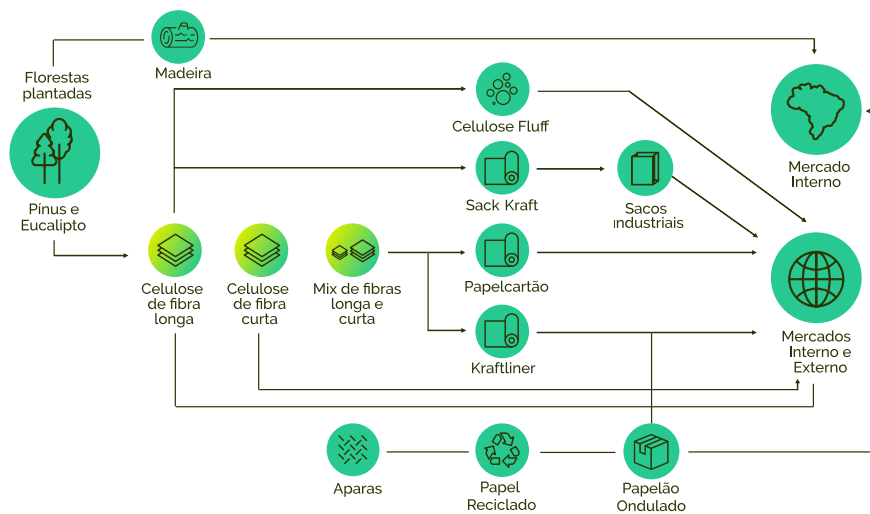 Florestas
plantadas
Madeira
Pinus e
Eucalipto
Celulose Fluff
Mercado
Interno
Sack Kraft
Sacos
Industriais
Celulose
de fibra
longa
Celulose
de fibra
curta
Mix de fibras
longa e
curta
Papelcartão
Kraftliner
Mercados
Interno e
Externo
Aparas
Papel
Reciclado
Papelão
Ondulado